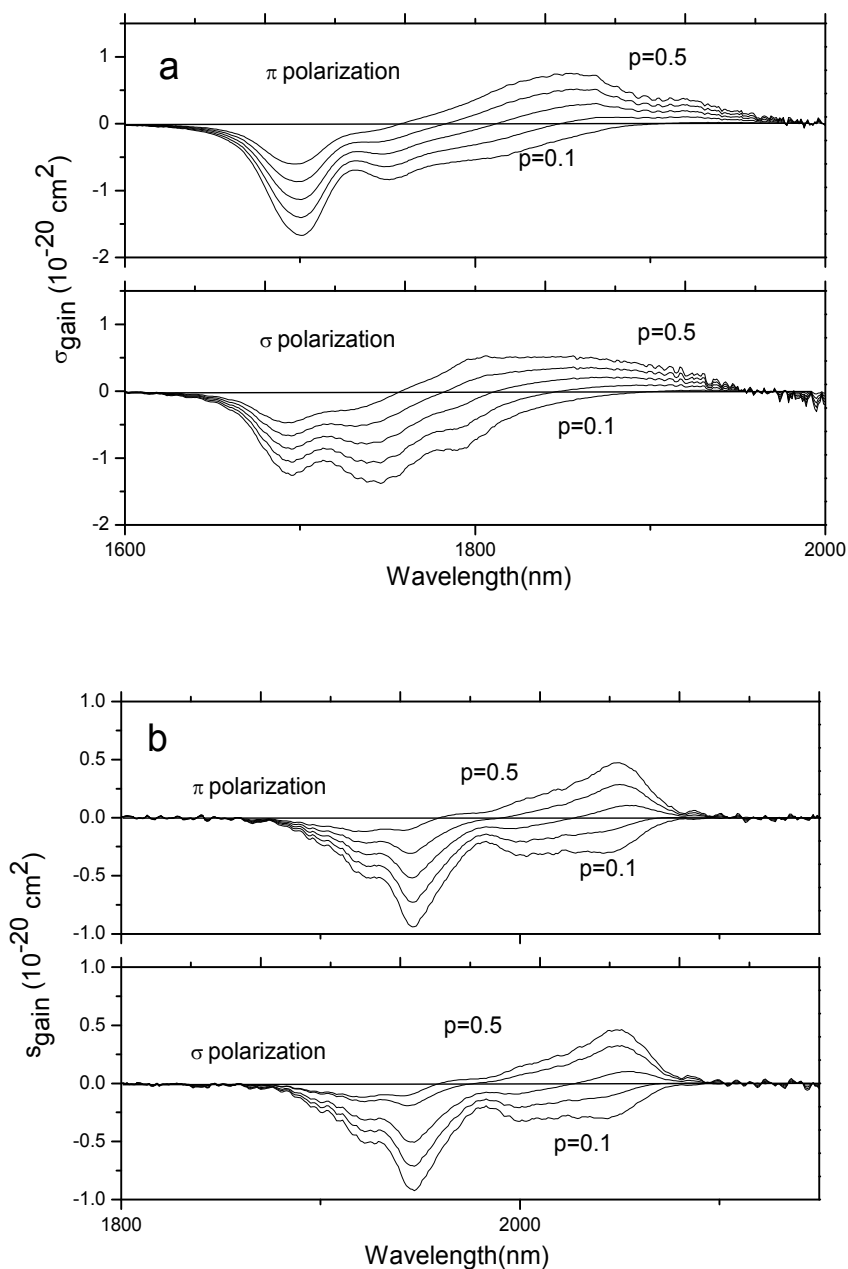 a
π polarization
p=0.5
p=0.1
1
0
-1
-2
σgain (10-20 cm2)
σ polarization
p=0.5
p=0.1
1
0
-1
-2
1600
1800
2000
Wavelength(nm)
b
π polarization
p=0.5
p=0.1
1.0
0.5
0.0
-0.5
-1.0
sgain (10-20 cm2)
σ polarization
p=0.5
p=0.1
1.0
0.5
0.0
-0.5
-1.0
1800
2000
Wavelength(nm)